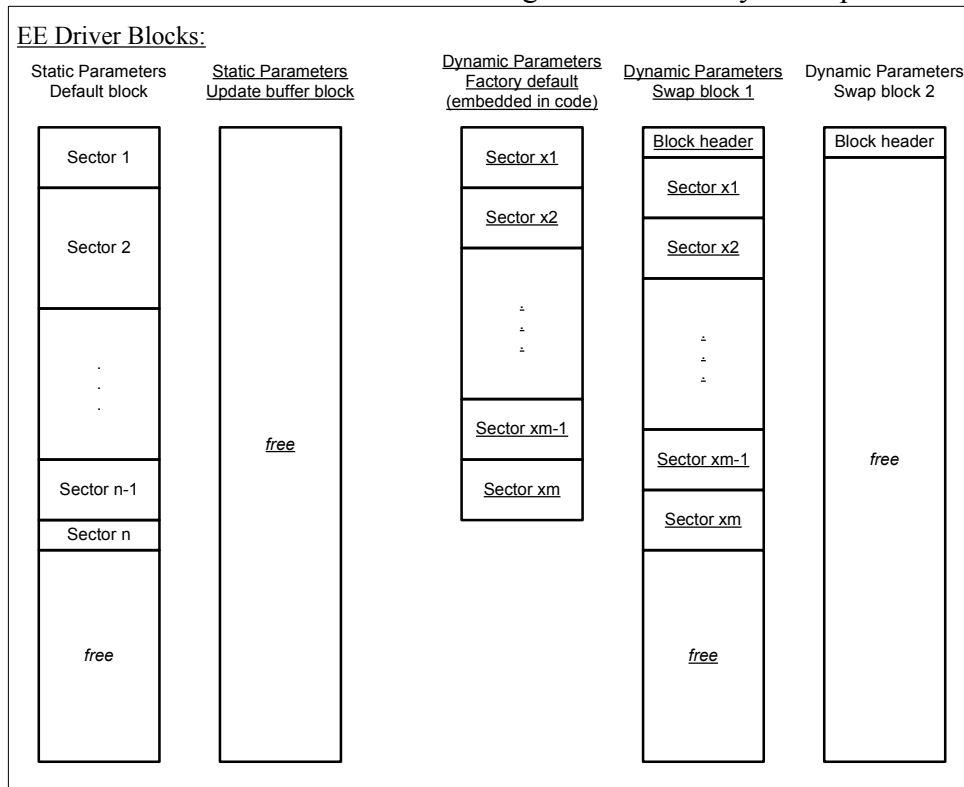 EE Driver Blocks:
Static Parameters
Default block
Sector 1
Sector 2
.
.
.
Sector n-1
Sector n
free
Static Parameters
Update buffer block
free
Dynamic Parameters
Factory default
(embedded in code)
Sector x1
Sector x2
.
.
.
Sector xm-1
Sector xm
Dynamic Parameters
Swap block 1
Block header
Sector x1
Sector x2
.
.
.
Sector xm-1
Sector xm
free
Dynamic Parameters
Swap block 2
Block header
free